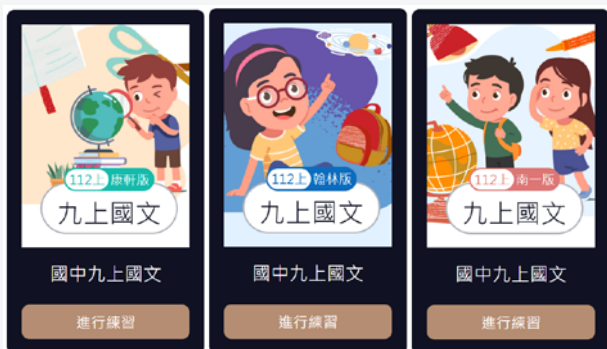 112上 康軒版
九上國文
國中九上國文
進行練習
112上 翰林版
九上國文
國中九上國文
進行練習
112上 南一版
九上國文
國中九上國文
進行練習